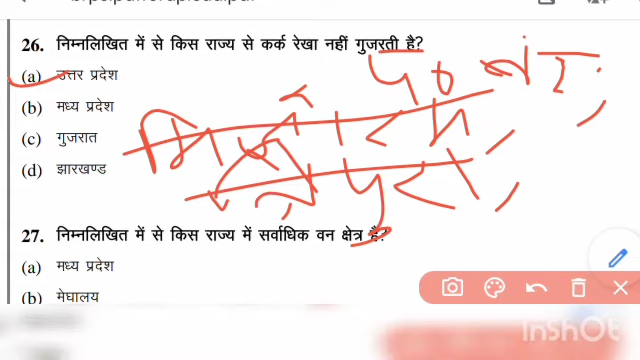 26. निम्नलिखित में से किस राज्य से कर्क रेखा नहीं गुजरती है?
(a) उत्तर प्रदेश
(b) मध्य प्रदेश
(c) गुजरात
(d) झारखण्ड
27. निम्नलिखित में से किस राज्य में सर्वाधिक वन क्षेत्र है?
(a) मध्य प्रदेश
(b) मेघालय
InshOt